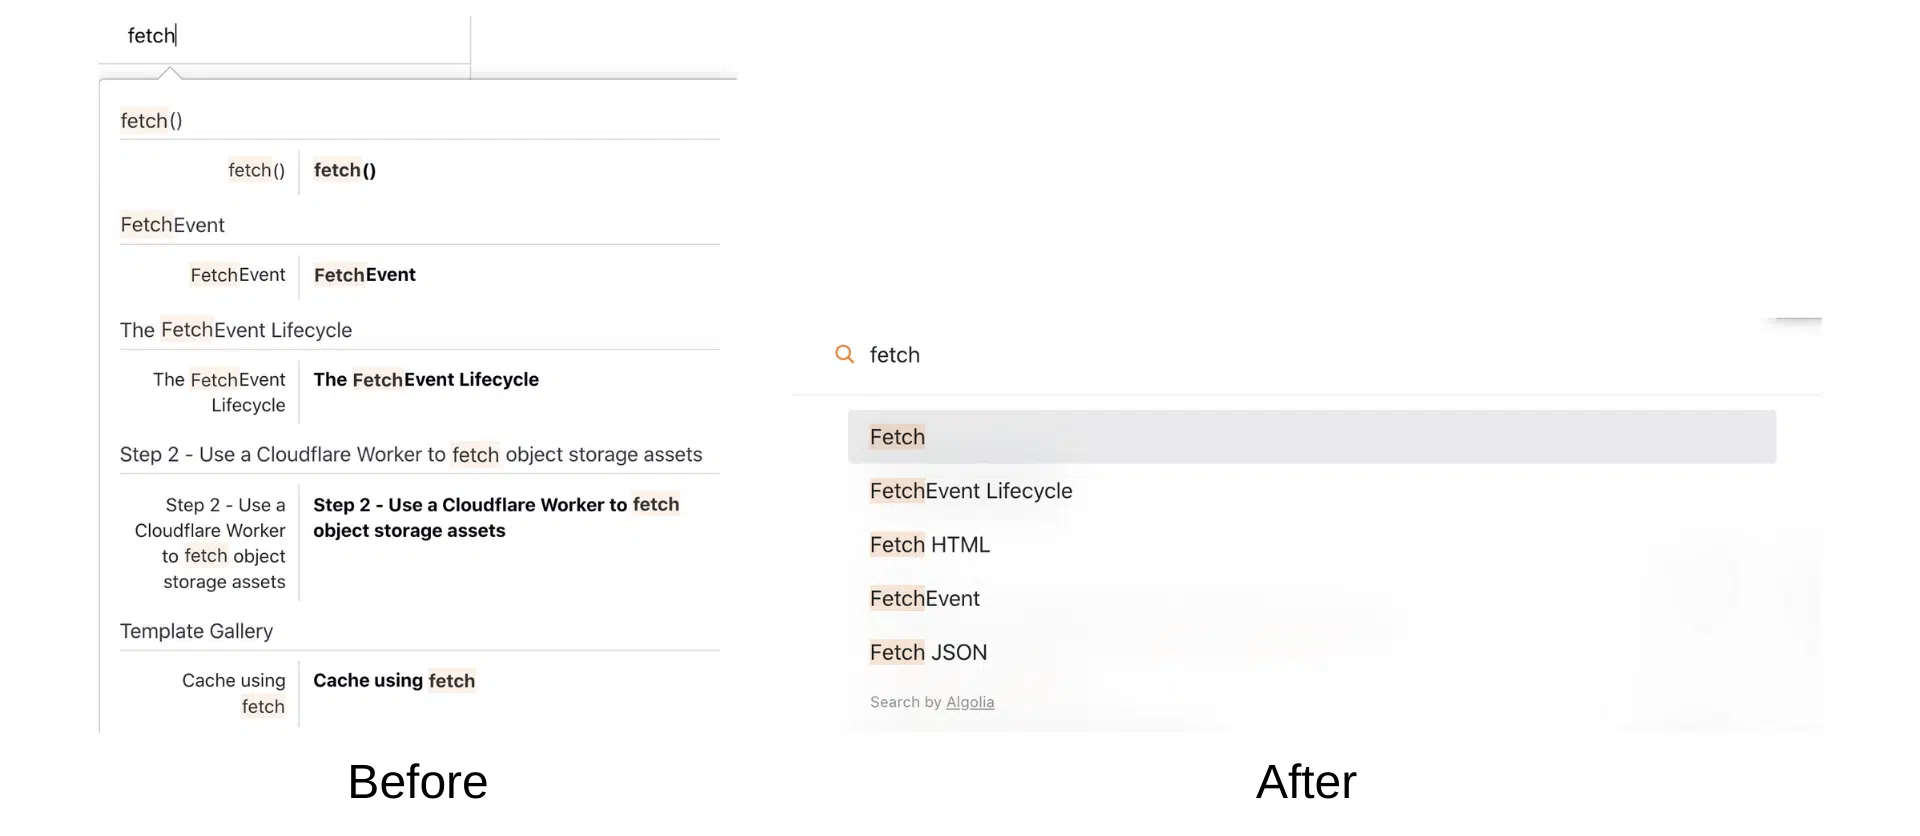 fetch
fetch()
fetch() fetch()
FetchEvent
FetchEvent FetchEvent
The FetchEvent Lifecycle
The FetchEvent
Lifecycle
The FetchEvent Lifecycle
Step 2 - Use a Cloudflare Worker to fetch object storage assets
Step 2 - Use a
Cloudflare Worker
to fetch object
storage assets
Step 2 - Use a Cloudflare Worker to fetch
object storage assets
Template Gallery
Cache using
fetch
Cache using fetch
Before
fetch
Fetch
FetchEvent Lifecycle
Fetch HTML
FetchEvent
Fetch JSON
Search by Algolia
After